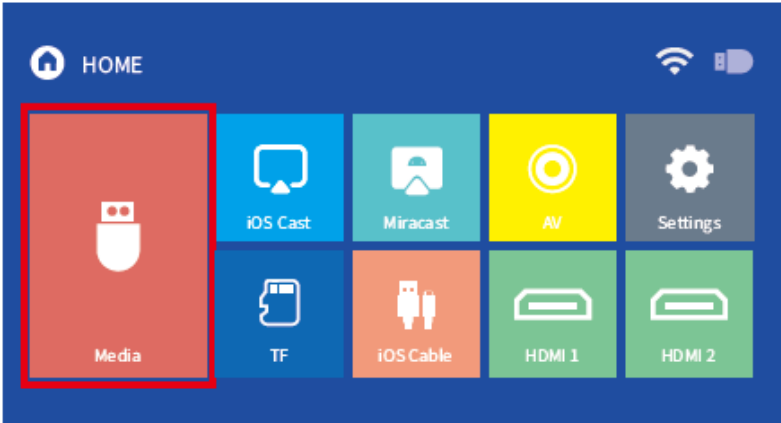 HOME
iOS Cast
Miracast
AV
Settings
Media
TF
iOS Cable
HDMI 1
HDMI 2